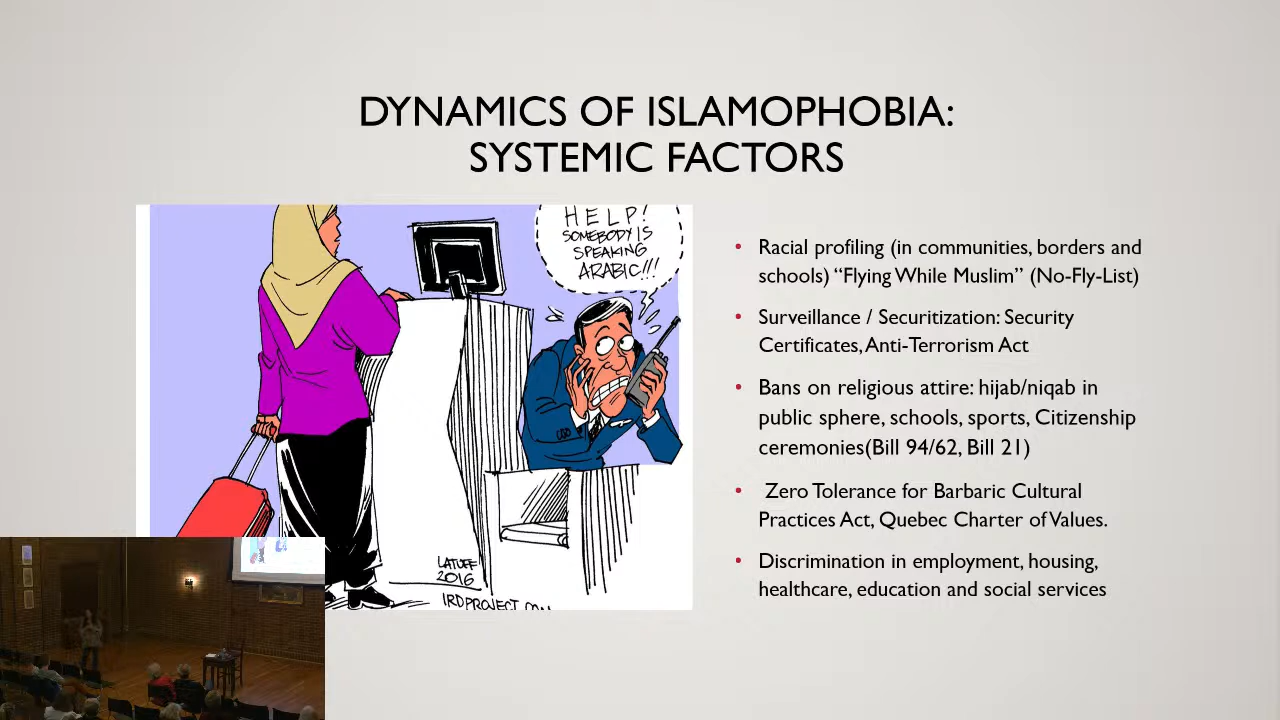 DYNAMICS OF ISLAMOPHOBIA:
SYSTEMIC FACTORS
HELP!
SOMEBODY IS
SPEAKING
ARABIC!!!
LATUFF
2016
IRDPROJECT.COM
• Racial profiling (in communities, borders and
schools) “Flying While Muslim” (No-Fly-List)
• Surveillance / Securitization: Security
Certificates, Anti-Terrorism Act
• Bans on religious attire: hijab/niqab in
public sphere, schools, sports, Citizenship
ceremonies(Bill 94/62, Bill 21)
• Zero Tolerance for Barbaric Cultural
Practices Act, Quebec Charter of Values.
• Discrimination in employment, housing,
healthcare, education and social services